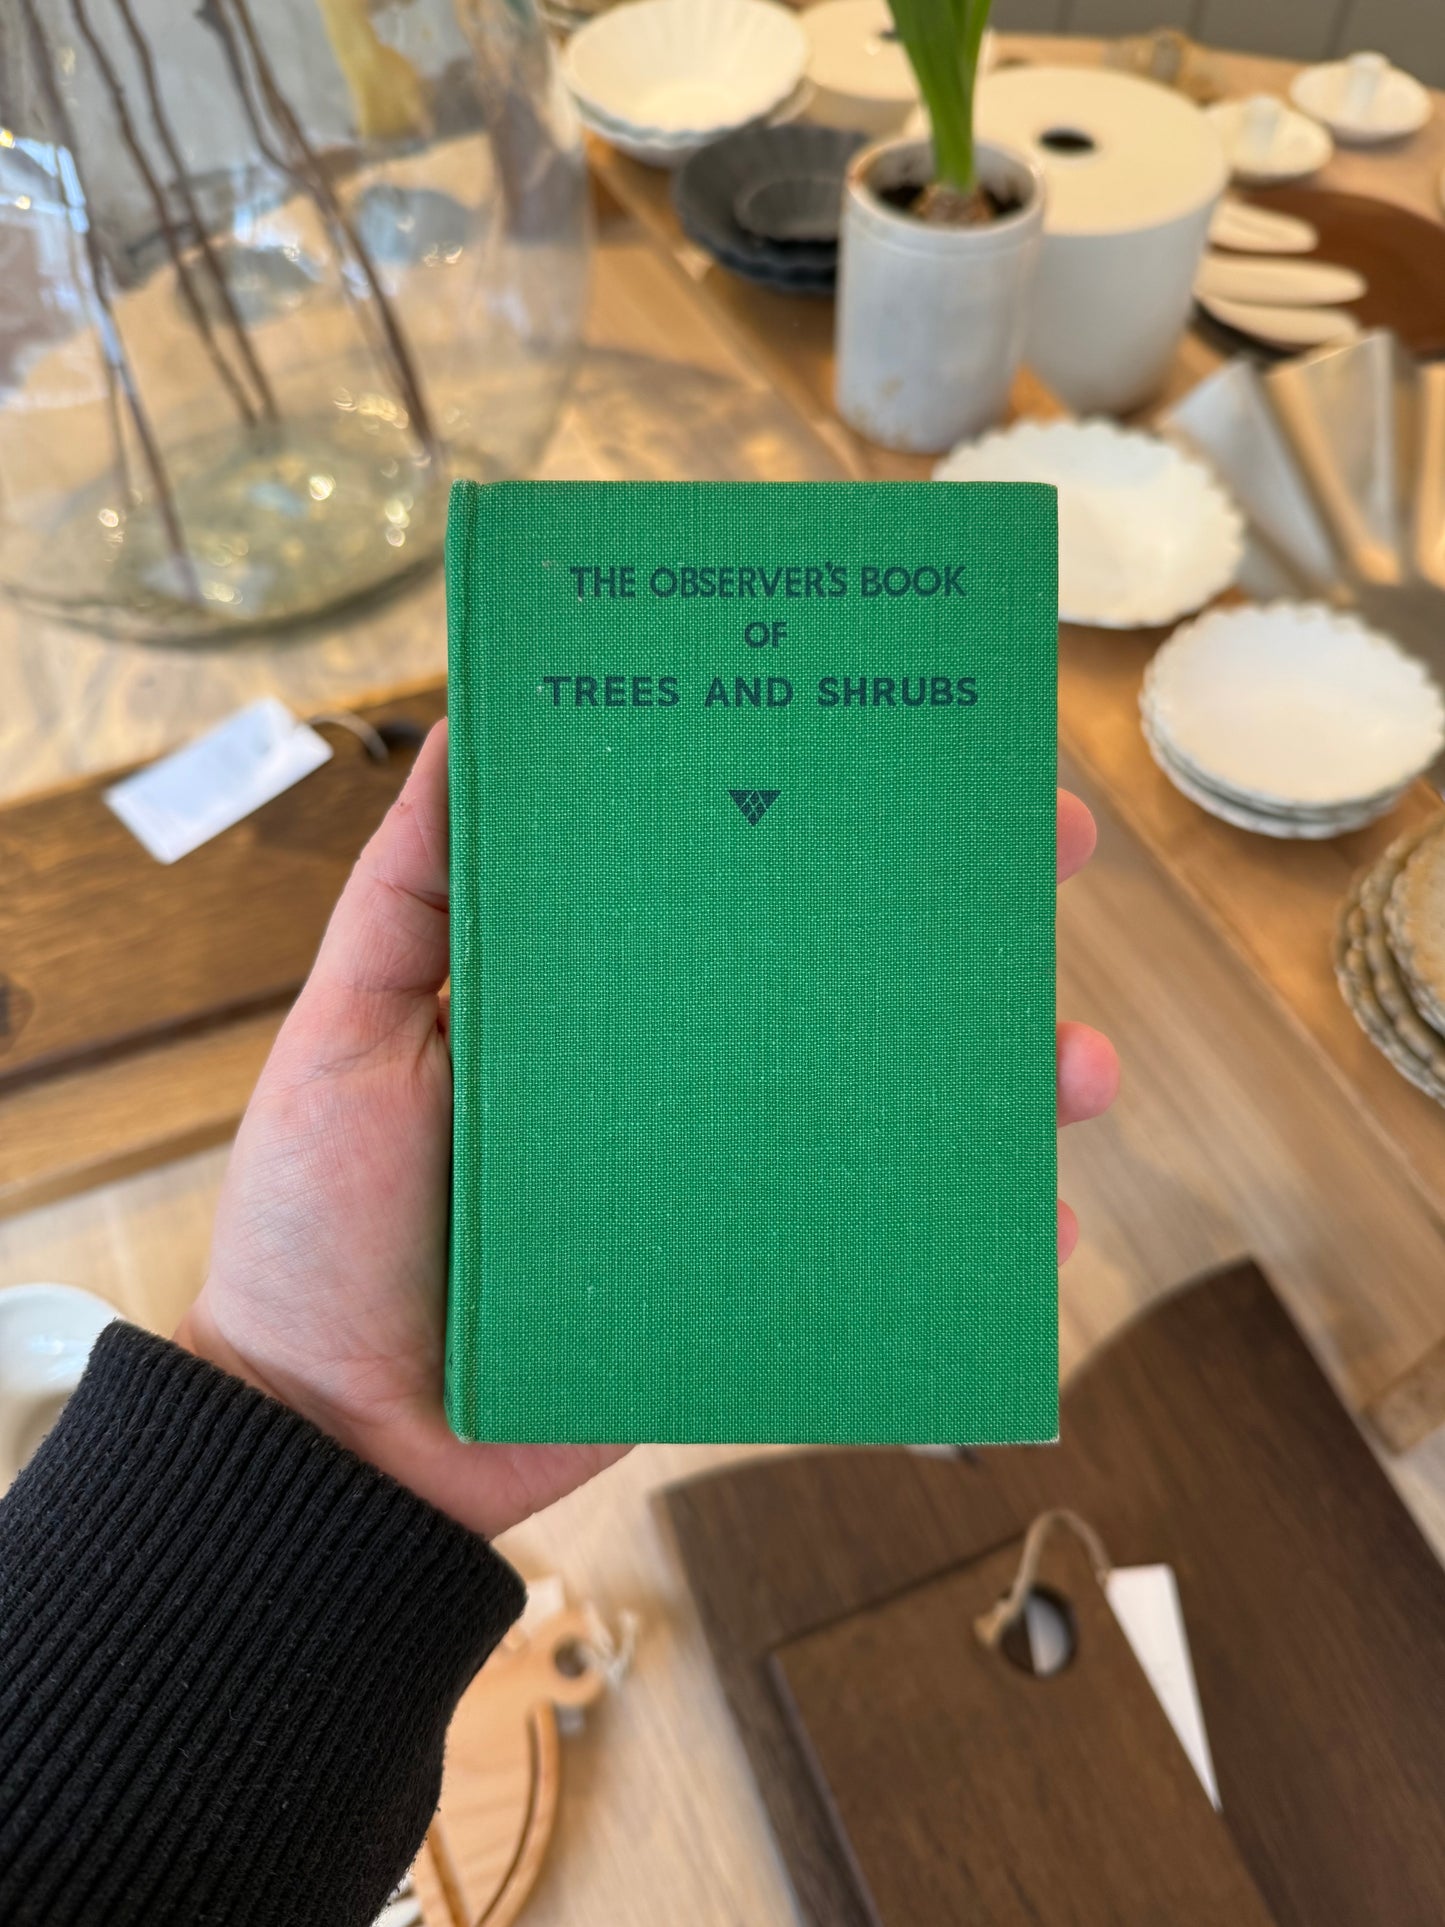 THE OBSERVER'S BOOK
OF
TREES AND SHRUBS